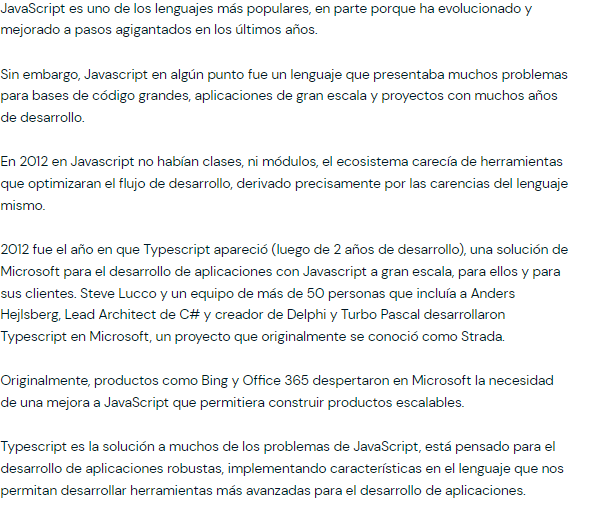 JavaScript es uno de los lenguajes más populares, en parte porque ha evolucionado y
mejorado a pasos agigantados en los últimos años.
Sin embargo, Javascript en algún punto fue un lenguaje que presentaba muchos problemas
para bases de código grandes, aplicaciones de gran escala y proyectos con muchos años
de desarrollo.
En 2012 en Javascript no habían clases, ni módulos, el ecosistema carecía de herramientas
que optimizaran el flujo de desarrollo, derivado precisamente por las carencias del lenguaje
mismo.
2012 fue el año en que Typescript apareció (luego de 2 años de desarrollo), una solución de
Microsoft para el desarrollo de aplicaciones con Javascript a gran escala, para ellos y para
sus clientes. Steve Lucco y un equipo de más de 50 personas que incluía a Anders
Hejlsberg, Lead Architect de C# y creador de Delphi y Turbo Pascal desarrollaron
Typescript en Microsoft, un proyecto que originalmente se conoció como Strada.
Originalmente, productos como Bing y Office 365 despertaron en Microsoft la necesidad
de una mejora a JavaScript que permitiera construir productos escalables.
Typescript es la solución a muchos de los problemas de JavaScript, está pensado para el
desarrollo de aplicaciones robustas, implementando características en el lenguaje que nos
permitan desarrollar herramientas más avanzadas para el desarrollo de aplicaciones.